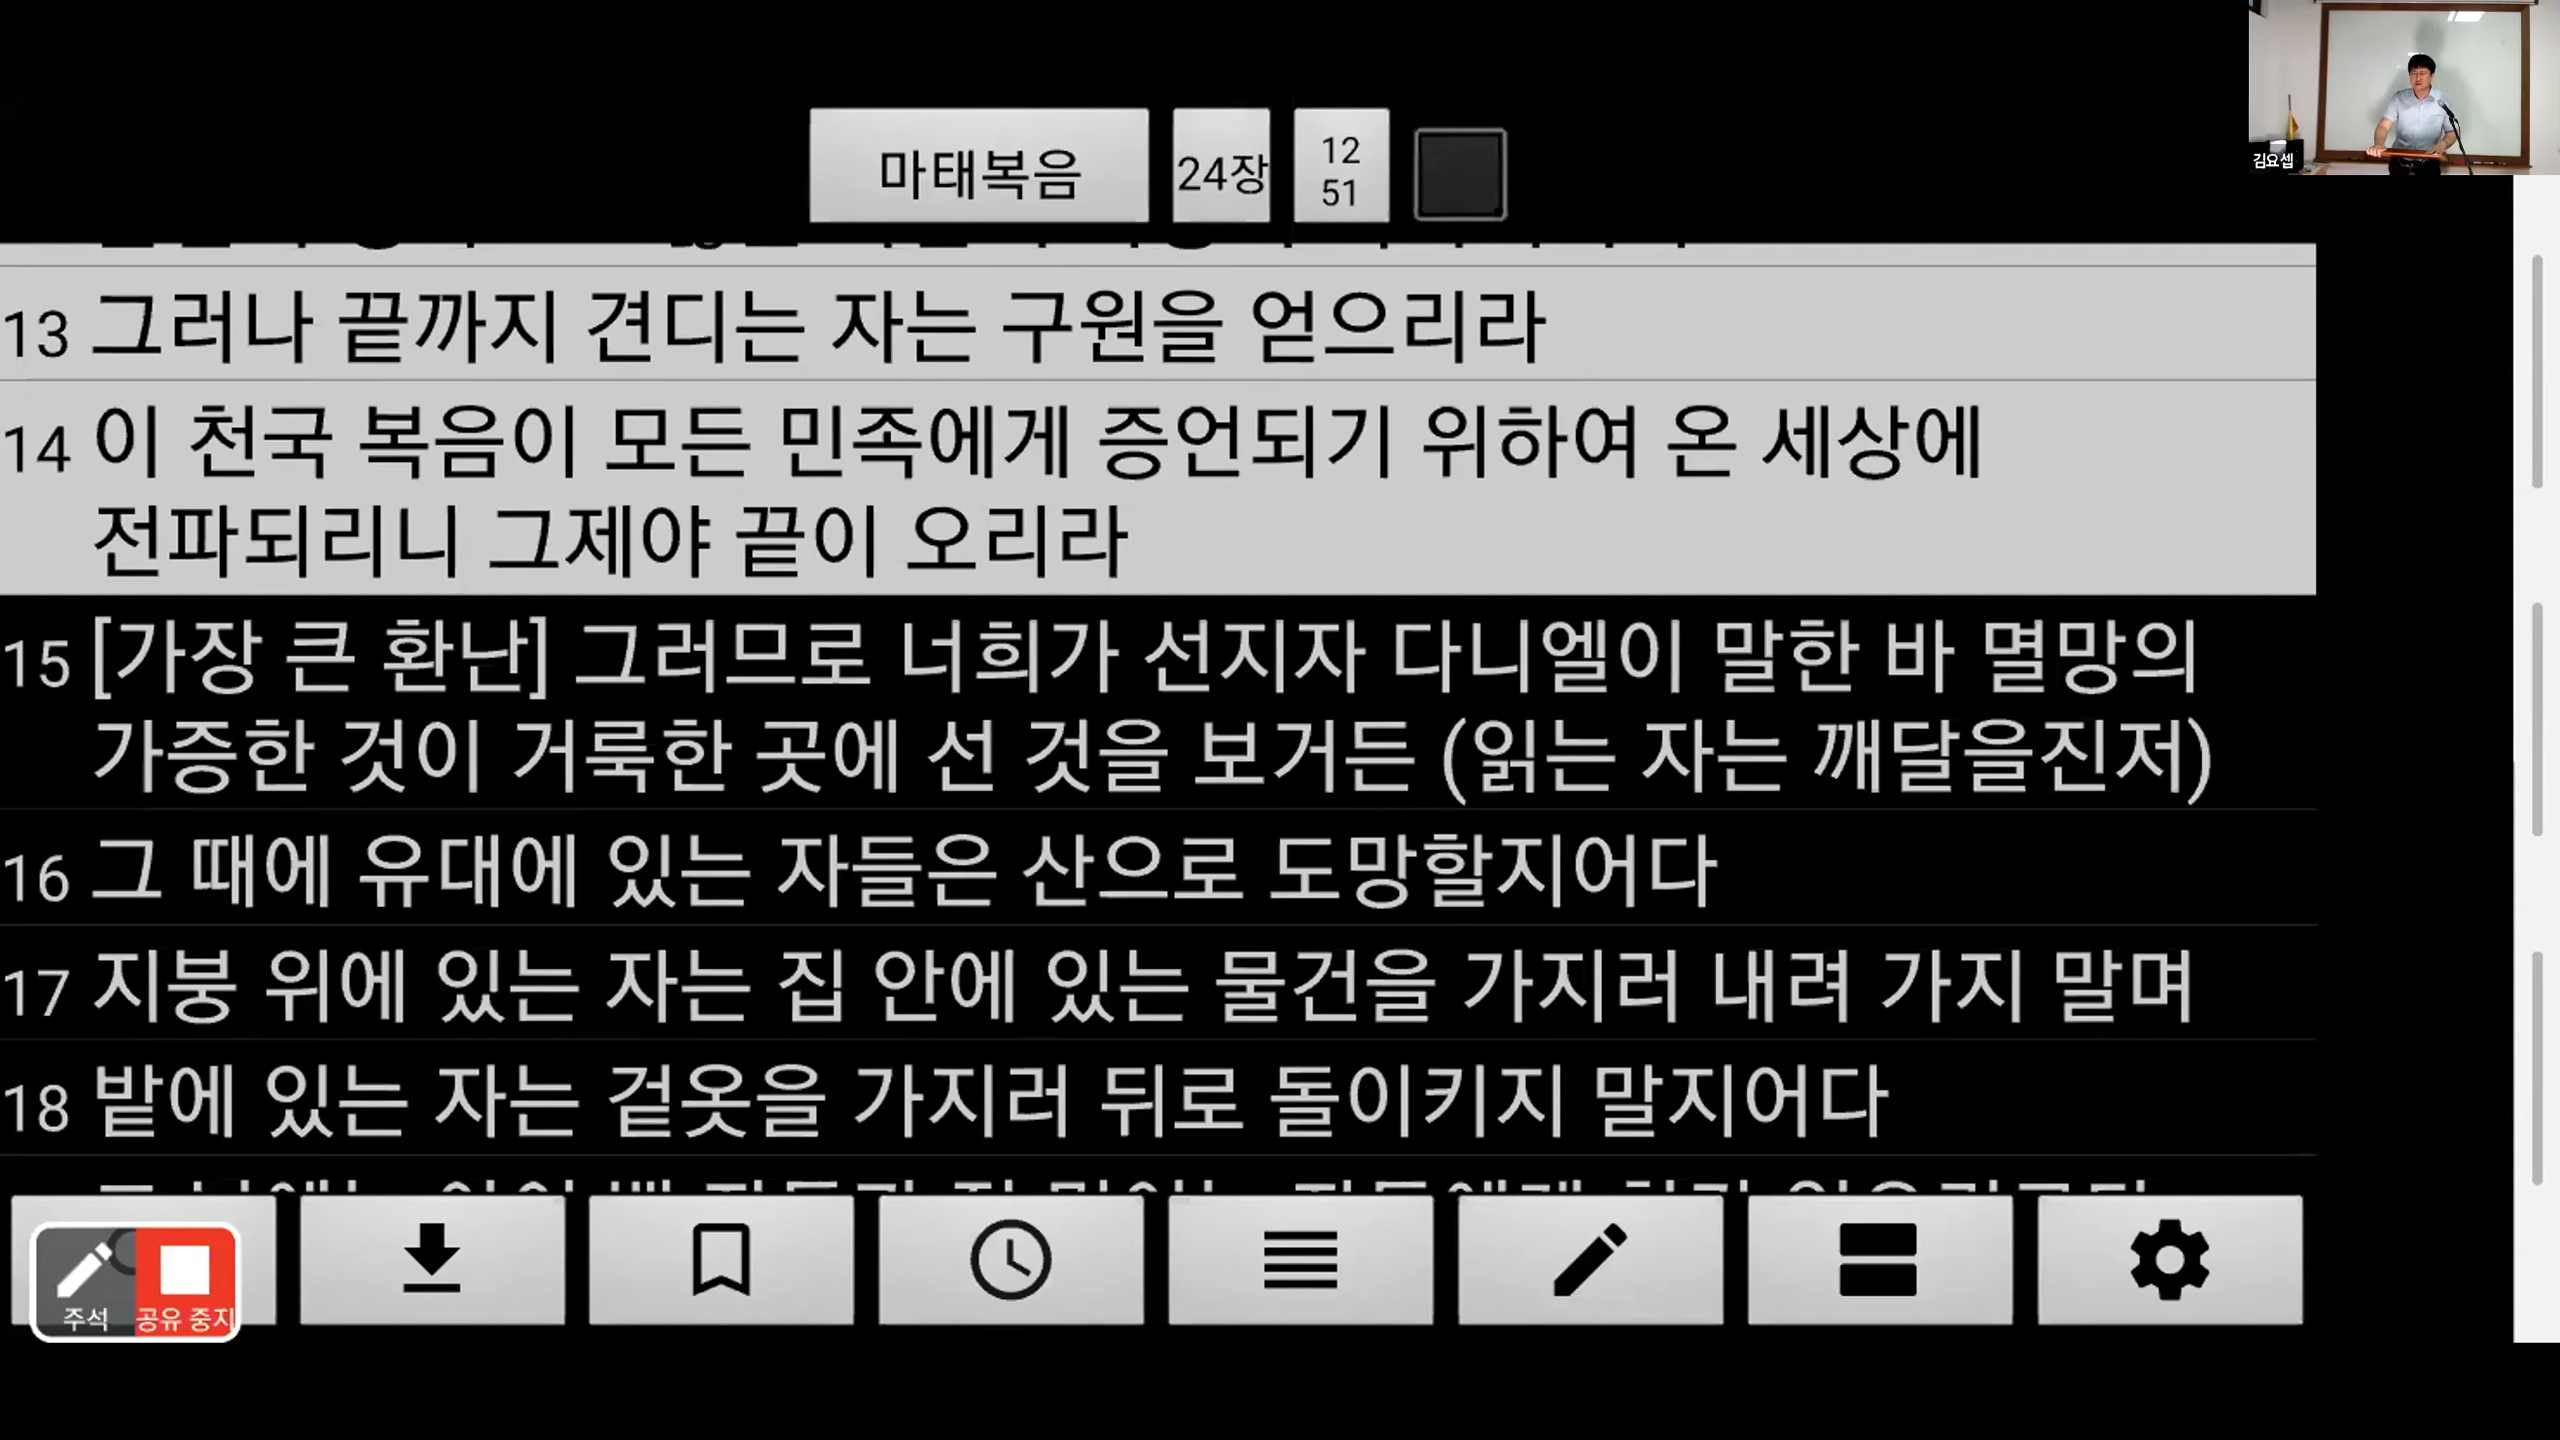 마태복음
24장
12
51
김요셉
13 그러나 끝까지 견디는 자는 구원을 얻으리라
14 이 천국 복음이 모든 민족에게 증언되기 위하여 온 세상에
전파되리니 그제야 끝이 오리라
15 [가장 큰 환난] 그러므로 너희가 선지자 다니엘이 말한 바 멸망의
가증한 것이 거룩한 곳에 선 것을 보거든 (읽는 자는 깨달을진저)
16 그 때에 유대에 있는 자들은 산으로 도망할지어다
17 지붕 위에 있는 자는 집 안에 있는 물건을 가지러 내려 가지 말며
18 밭에 있는 자는 겉옷을 가지러 뒤로 돌이키지 말지어다
주석
공유 중지